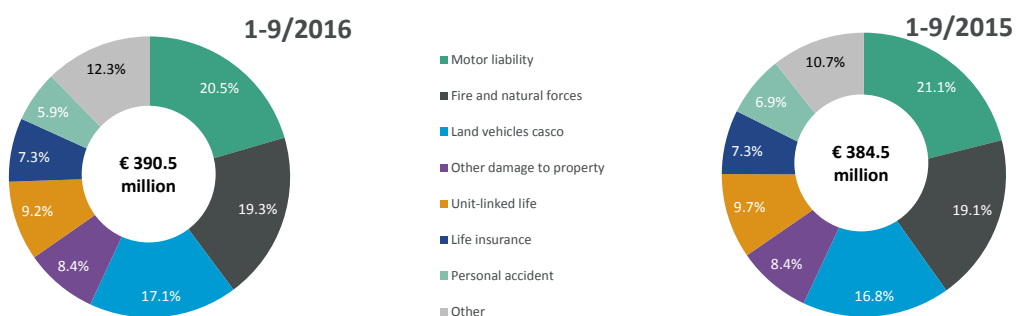 1-9/2016
12.3%
20.5%
5.9%
7.3%
€ 390.5
million
9.2%
19.3%
8.4%
17.1%
Motor liability
Fire and natural forces
Land vehicles casco
Other damage to property
Unit-linked life
Life insurance
Personal accident
Other
1-9/2015
10.7%
21.1%
6.9%
7.3%
€ 384.5
million
9.7%
19.1%
8.4%
16.8%